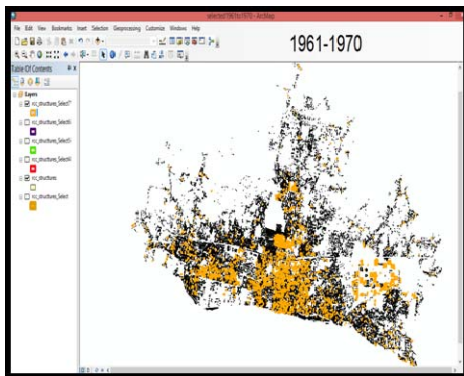 selected1961to1970 - ArcMap
File Edit View Bookmarks Insert Selection Geoprocessing Customize Windows Help
1961-1970
Table Of Contents
Layers
rcc_structures_Select
rcc_structures_Select
rcc_structures_Select
rcc_structures_Select
rcc_structures
rcc_structures_Select